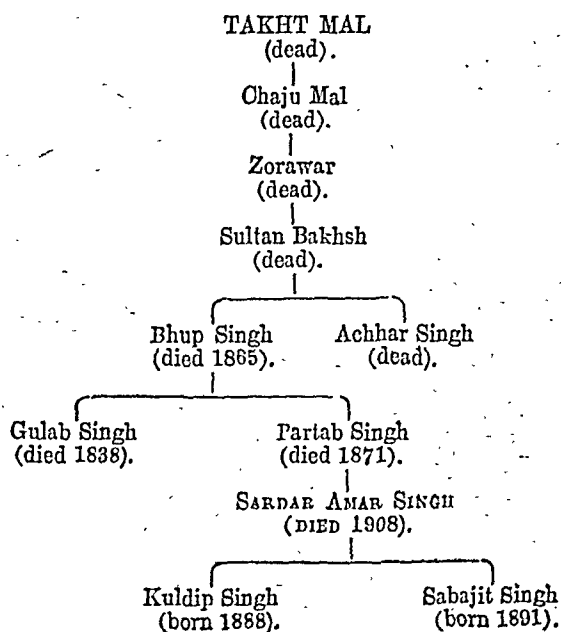 TAKHT MAL
(dead).
Chaju Mal
(dead).
Zorawar
(dead).
Sultan Bakhsh
(dead).
Bhup Singh Achhar Singh
(died 1865). (dead).
Gulab Singh Partab Singh
(died 1838). (died 1871).
SARDAR AMAR SINGH
(DIED 1908).
Kuldip Singh Sabajit Singh
(born 1888). (born 1891).